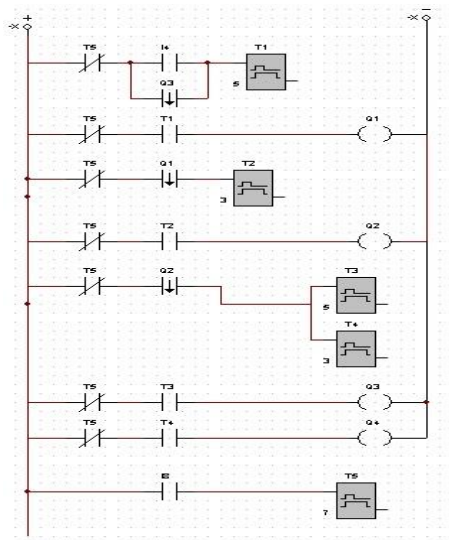 + -
-X -X
T5 I4 T1
Q3
5
T5 T1 Q1
T5 Q1 T2
3
T5 T2 Q2
T5 Q2 T3
5
T4
3
T5 T3 Q3
T5 T4 Q4
E T5
7